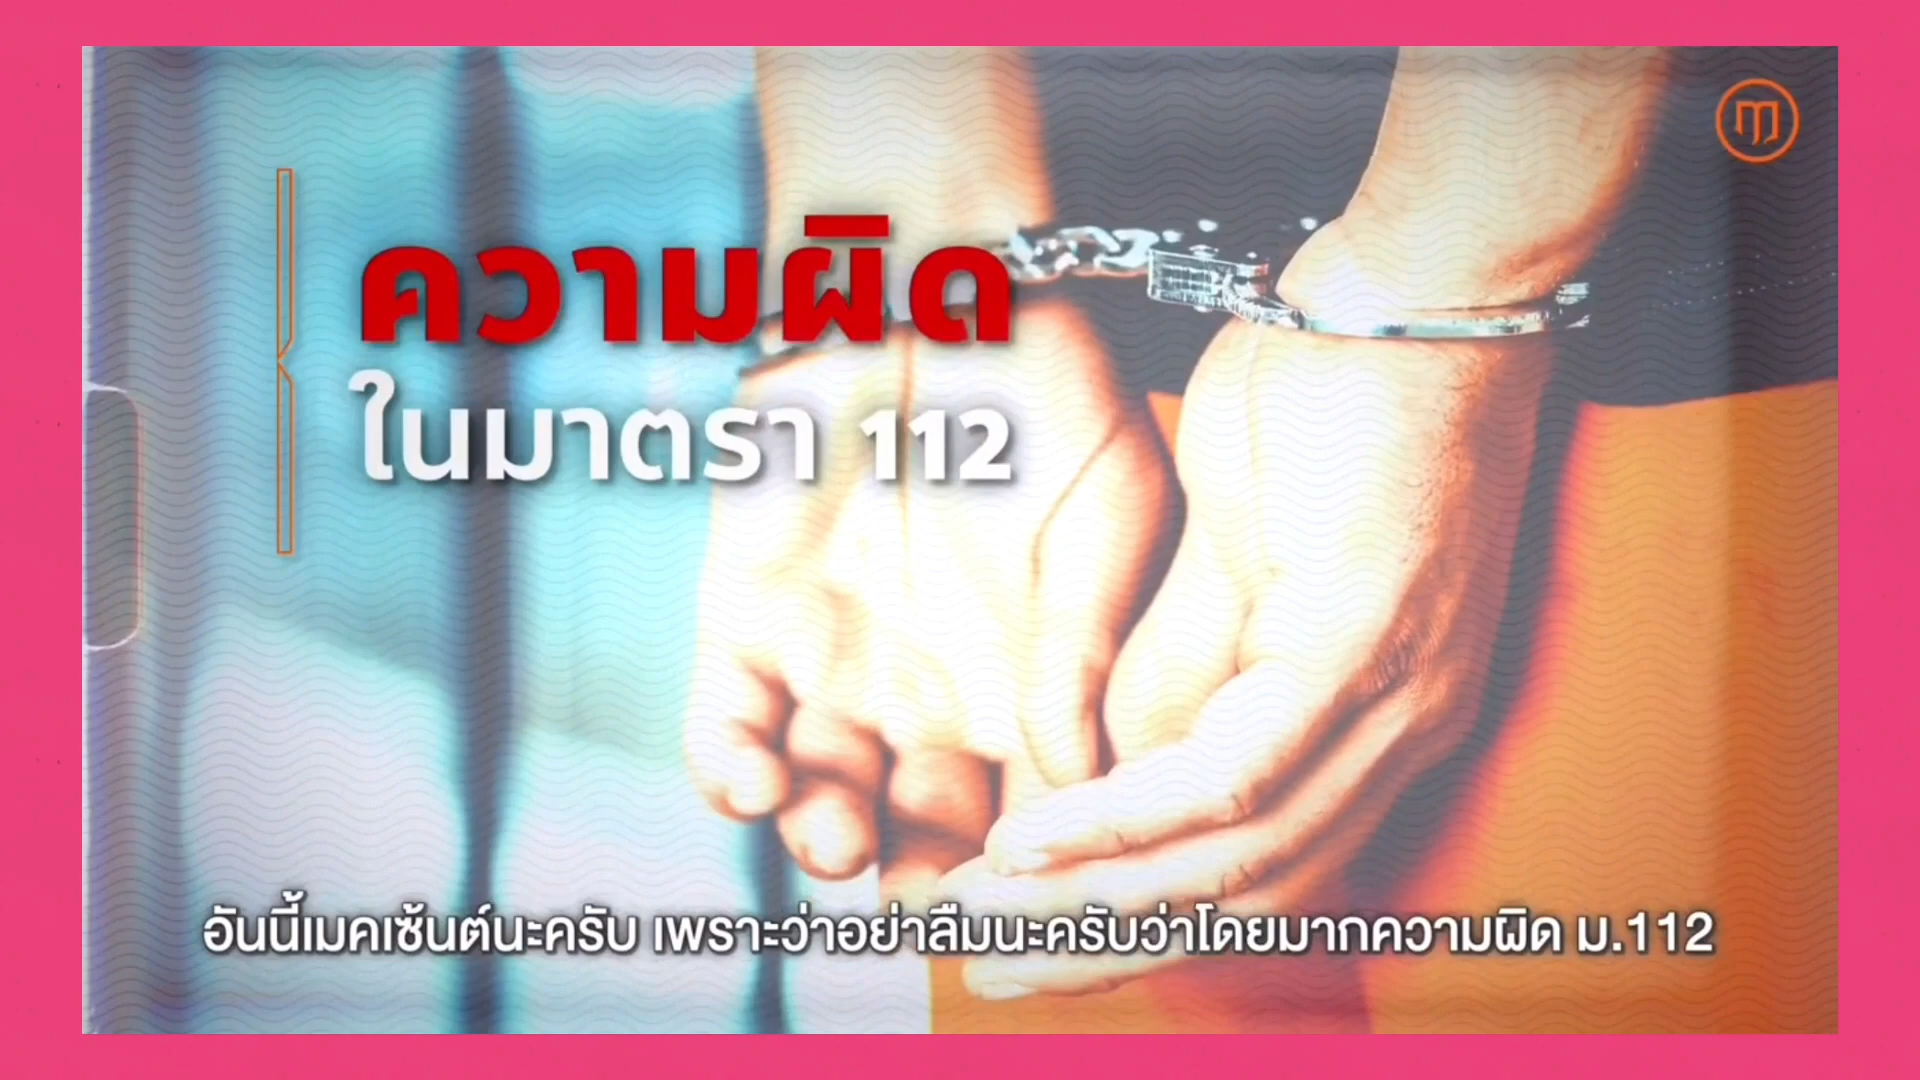 ความผิด
ในมาตรา 112
อันนี้เมคเซ้นต์นะครับ เพราะว่าอย่าลืมนะครับว่าโดยมากความผิด ม.112